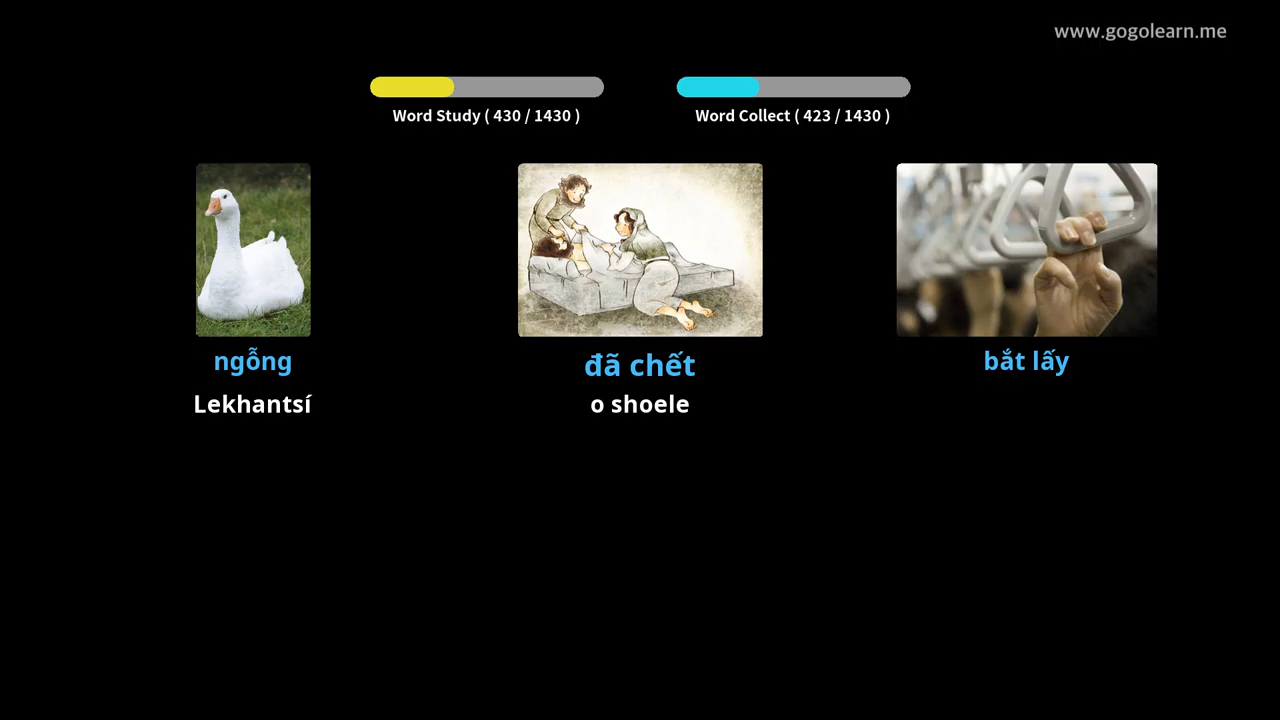 www.gogolearn.me
Word Study ( 430 / 1430 )
Word Collect ( 423 / 1430 )
ngỗng
đã chết
bắt lấy
Lekhantsí
o shoele